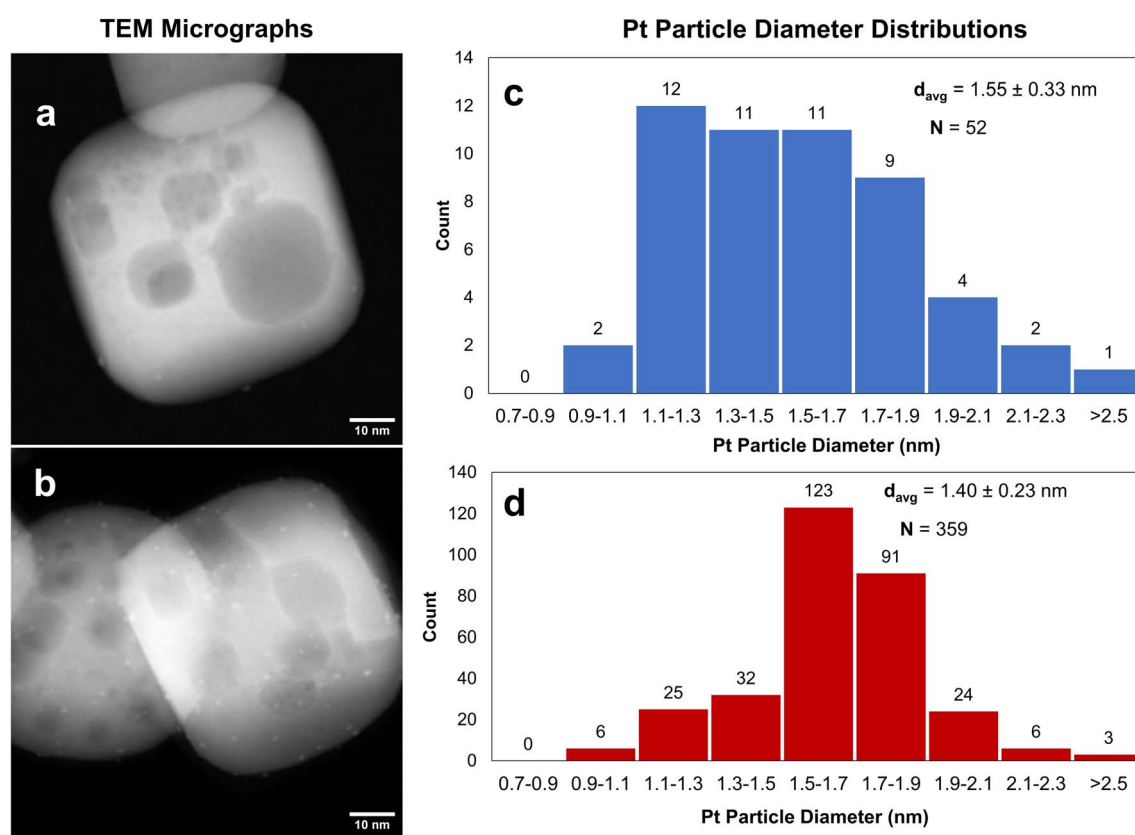 TEM Micrographs
Pt Particle Diameter Distributions
a
10 nm
b
10 nm
c
d_avg = 1.55 ± 0.33 nm
N = 52
Count
14
12
10
8
6
4
2
0
0
2
12
11
11
9
4
2
1
0.7-0.9 0.9-1.1 1.1-1.3 1.3-1.5 1.5-1.7 1.7-1.9 1.9-2.1 2.1-2.3 >2.5
Pt Particle Diameter (nm)
d
d_avg = 1.40 ± 0.23 nm
N = 359
Count
140
120
100
80
60
40
20
0
0
6
25
32
123
91
24
6
3
0.7-0.9 0.9-1.1 1.1-1.3 1.3-1.5 1.5-1.7 1.7-1.9 1.9-2.1 2.1-2.3 >2.5
Pt Particle Diameter (nm)